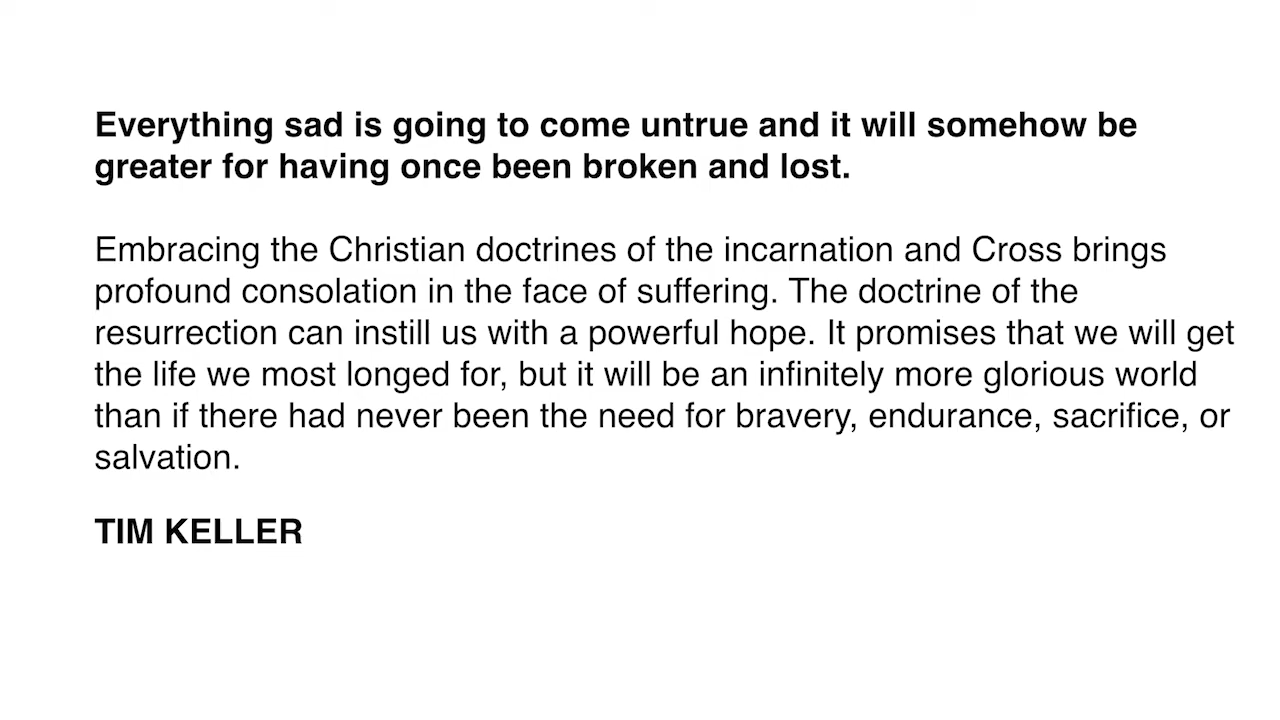 Everything sad is going to come untrue and it will somehow be
greater for having once been broken and lost.
Embracing the Christian doctrines of the incarnation and Cross brings
profound consolation in the face of suffering. The doctrine of the
resurrection can instill us with a powerful hope. It promises that we will get
the life we most longed for, but it will be an infinitely more glorious world
than if there had never been the need for bravery, endurance, sacrifice, or
salvation.
TIM KELLER